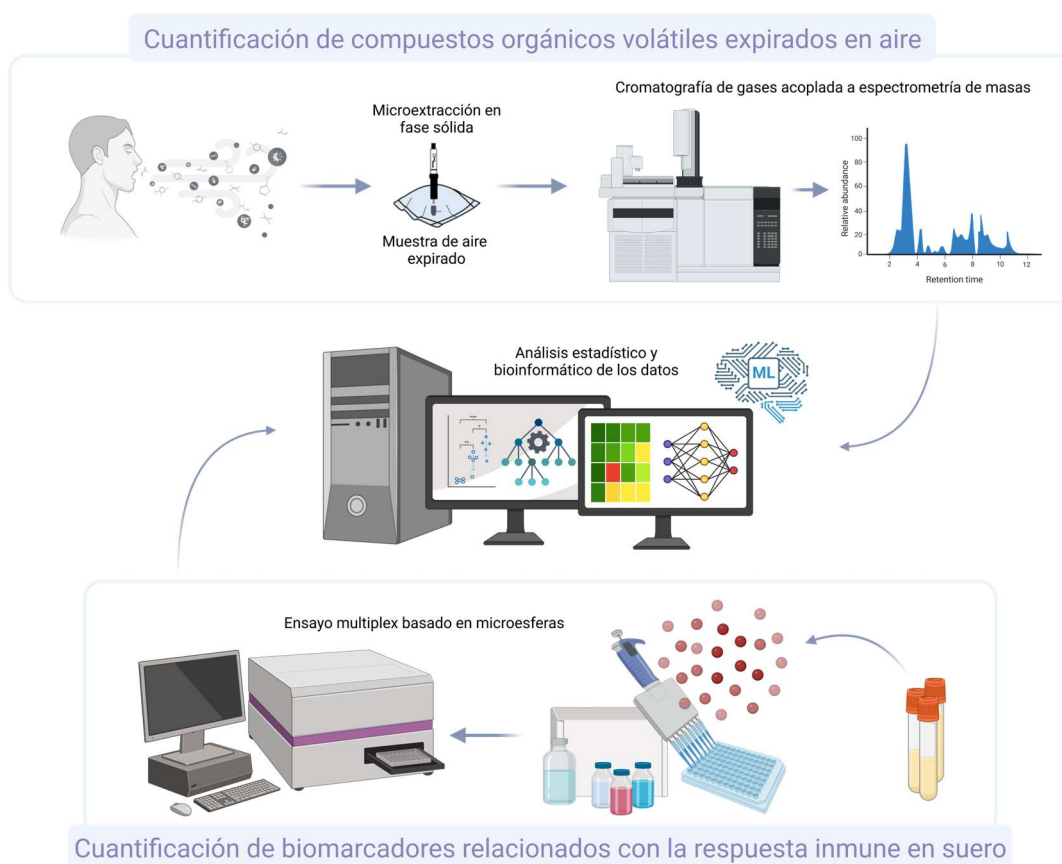 Cuantificación de compuestos orgánicos volátiles expirados en aire
Cromatografía de gases acoplada a espectrometría de masas
Microextracción en
fase sólida
Muestra de aire
expirado
Relative abundance
100
80
60
40
20
0
2
4
6
8
10
12
Retention time
Análisis estadístico y
bioinformático de los datos
ML
***
*
**
Ensayo multiplex basado en microesferas
Cuantificación de biomarcadores relacionados con la respuesta inmune en suero